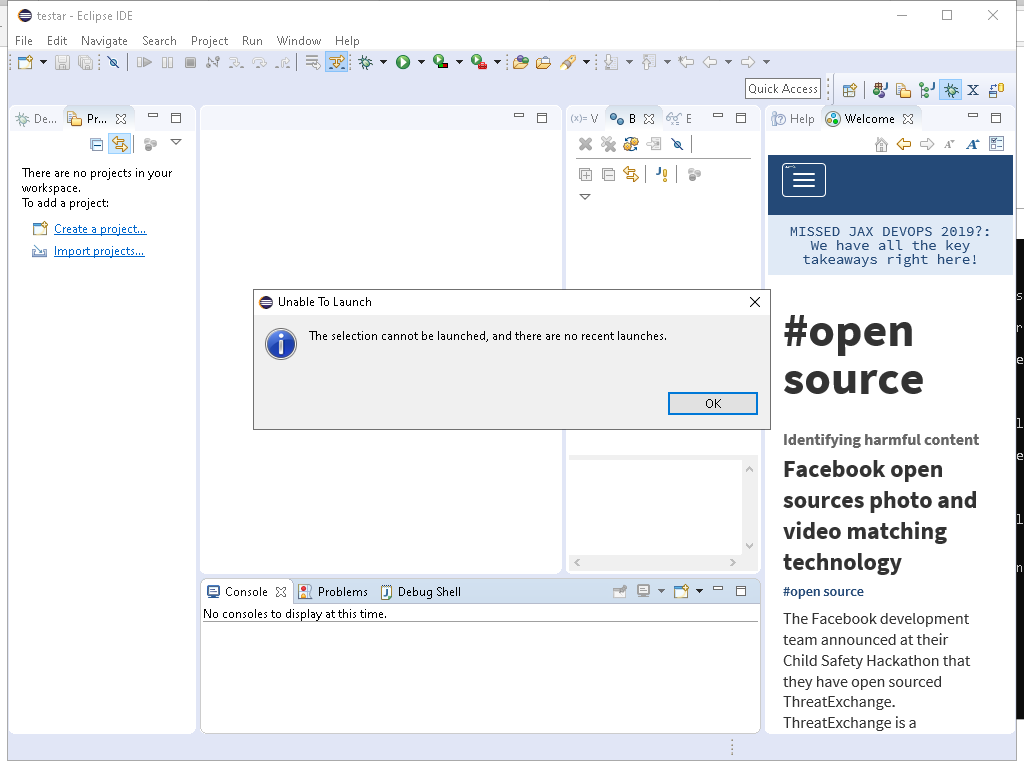 testar - Eclipse IDE
File Edit Navigate Search Project Run Window Help
Quick Access
De...
Pr...
There are no projects in your
workspace.
To add a project:
Create a project...
Import projects...
(x)= V
B
E
Help
Welcome
MISSED JAX DEVOPS 2019?:
We have all the key
takeaways right here!
#open
source
Identifying harmful content
Facebook open
sources photo and
video matching
technology
#open source
The Facebook development
team announced at their
Child Safety Hackathon that
they have open sourced
ThreatExchange.
ThreatExchange is a
Unable To Launch
The selection cannot be launched, and there are no recent launches.
OK
Console
Problems
Debug Shell
No consoles to display at this time.